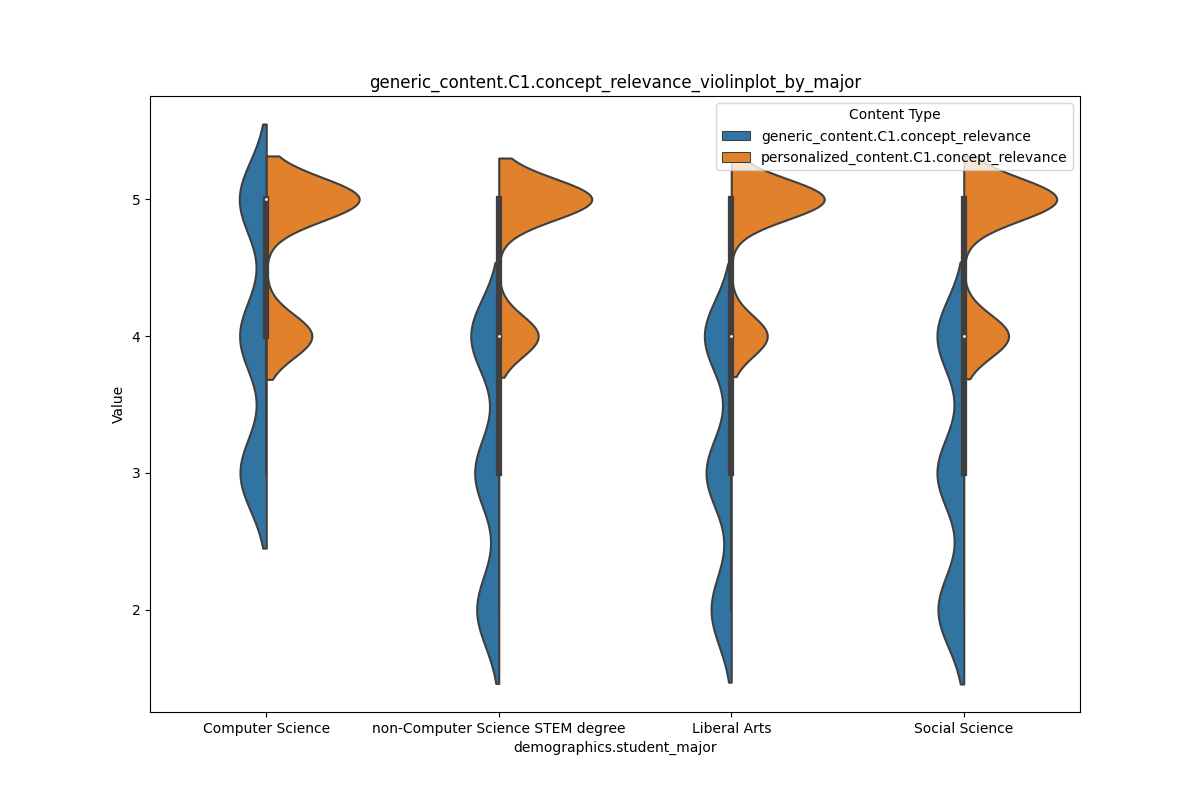 generic_content.C1.concept_relevance_violinplot_by_major
Content Type
generic_content.C1.concept_relevance
personalized_content.C1.concept_relevance
Value
5
4
3
2
Computer Science
non-Computer Science STEM degree
Liberal Arts
Social Science
demographics.student_major